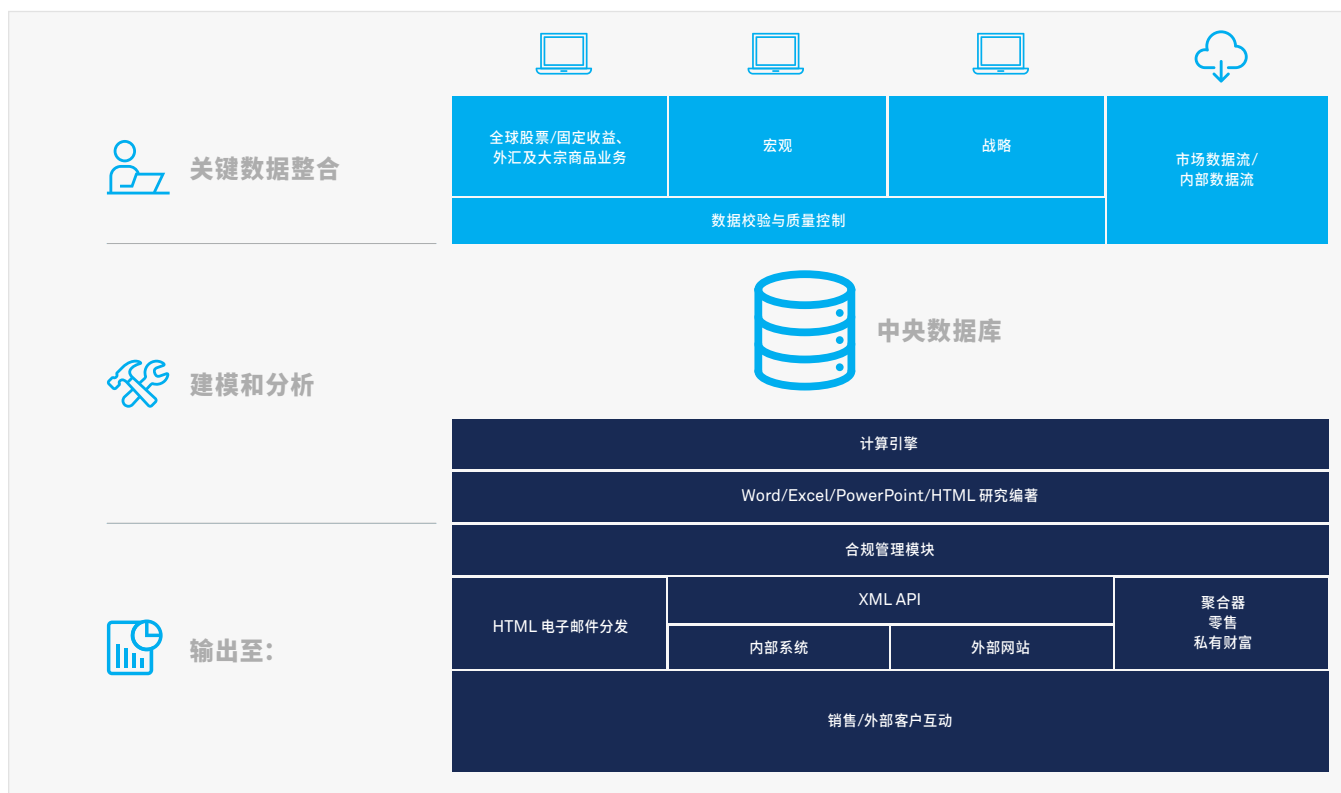 关键数据整合
全球股票/固定收益、
外汇及大宗商品业务
宏观
战略
市场数据流/
内部数据流
数据校验与质量控制
中央数据库
建模和分析
计算引擎
Word/Excel/PowerPoint/HTML 研究编著
合规管理模块
输出至：
HTML 电子邮件分发
XML API
内部系统
外部网站
聚合器
零售
私有财富
销售/外部客户互动